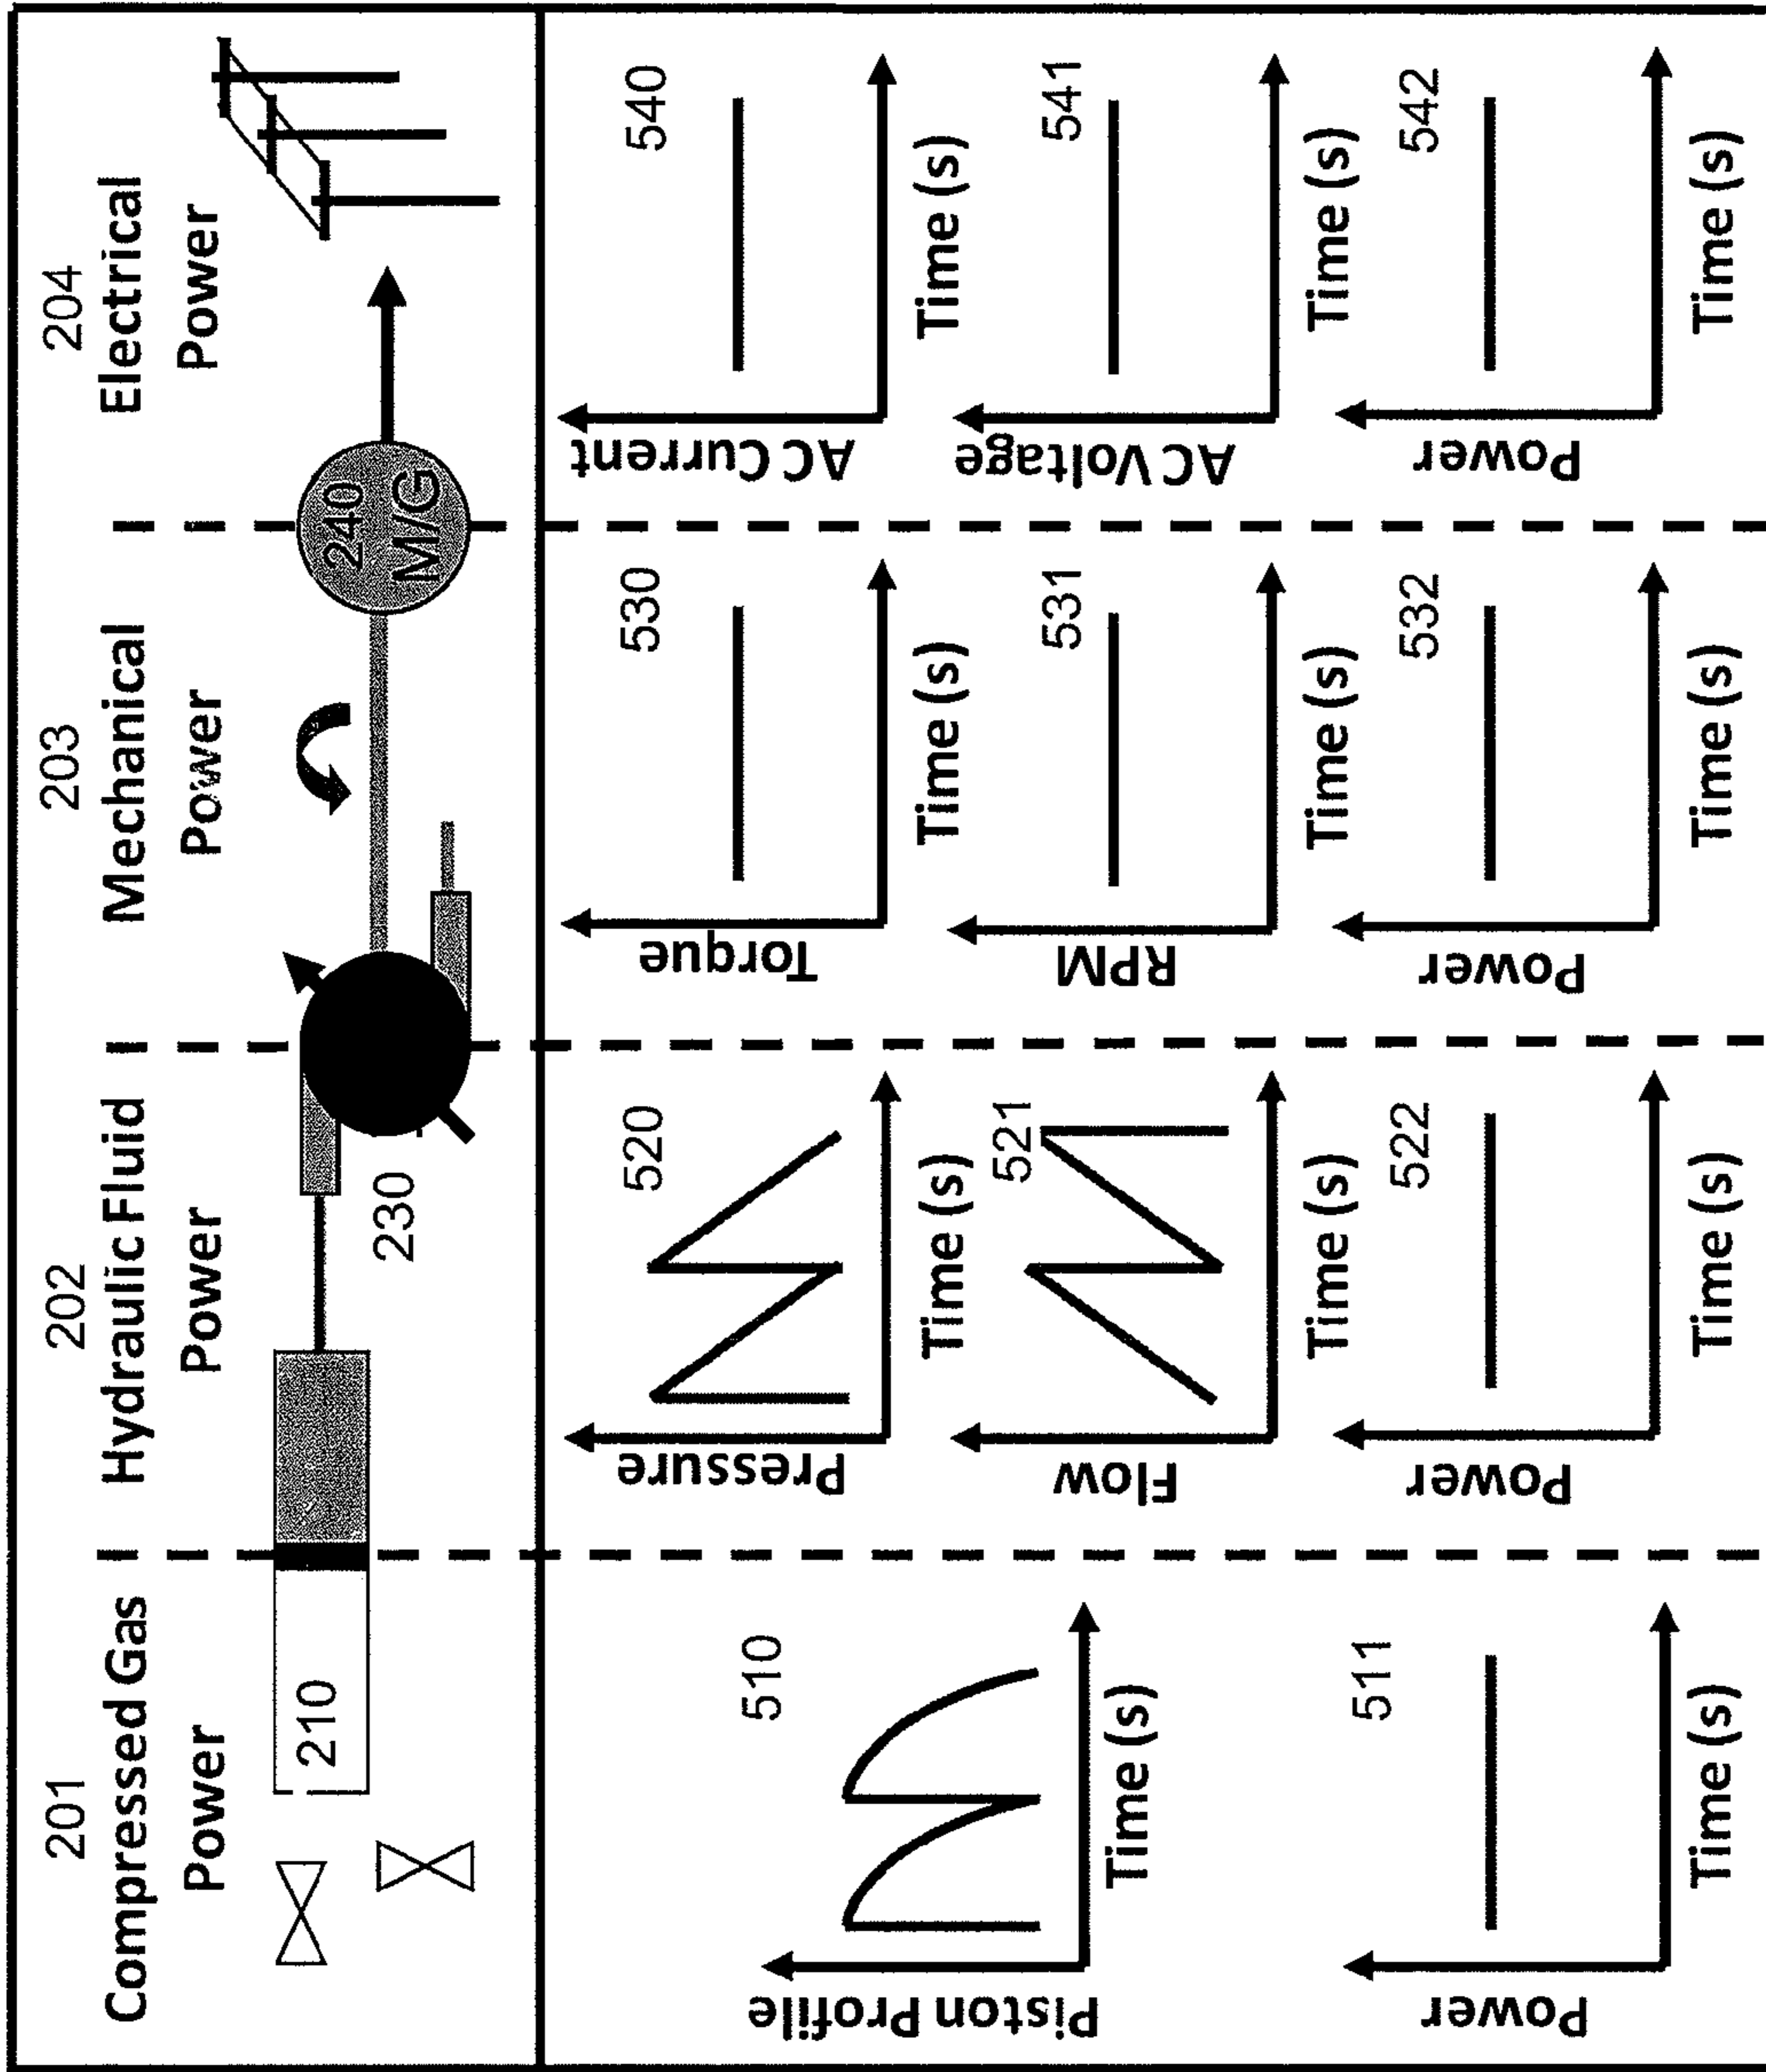 201
Compressed Gas
Power
202
Hydraulic Fluid
Power
203
Mechanical
Power
204
Electrical
Power
210
230
240
M/G
Piston Profile
510
Time (s)
Power
511
Time (s)
Pressure
520
Time (s)
Flow
521
Time (s)
Power
522
Time (s)
Torque
530
Time (s)
RPM
531
Time (s)
Power
532
Time (s)
AC Current
540
Time (s)
AC Voltage
541
Time (s)
Power
542
Time (s)